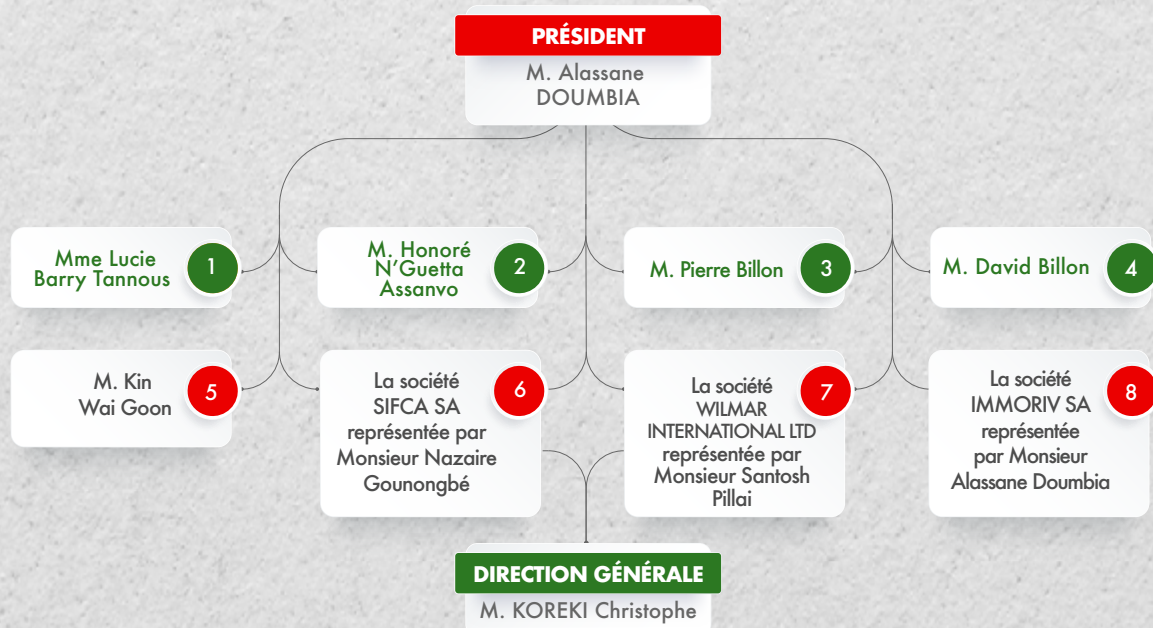 PRÉSIDENT
M. Alassane
DOUMBIA
Mme Lucie
Barry Tannous
1
M. Honoré
N'Guetta
Assanvo
2
M. Pierre Billon
3
M. David Billon
4
M. Kin
Wai Goon
5
La société
SIFCA SA
représentée par
Monsieur Nazaire
Gounongbé
6
La société
WILMAR
INTERNATIONAL LTD
représentée par
Monsieur Santosh
Pillai
7
La société
IMMORIV SA
représentée
par Monsieur
Alassane Doumbia
8
DIRECTION GÉNÉRALE
M. KOREKI Christophe